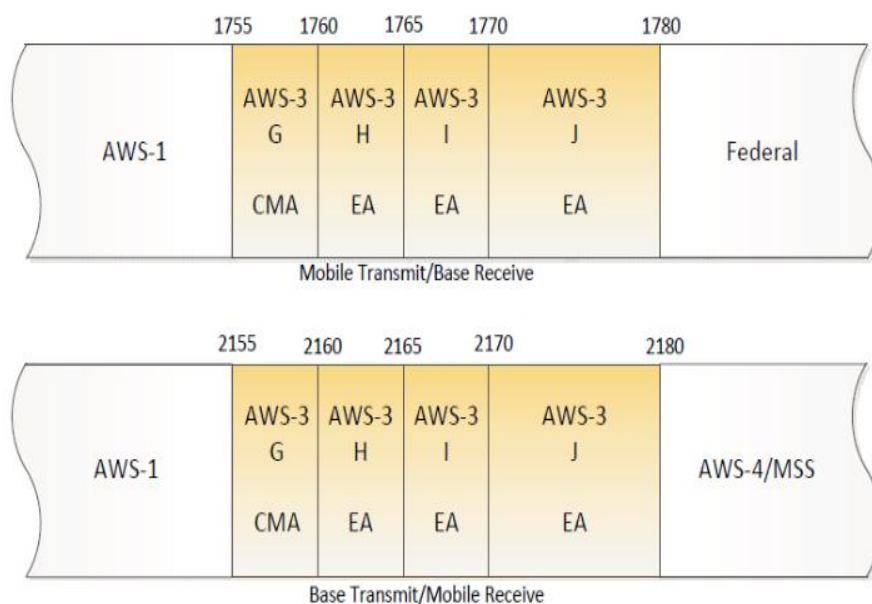 1755 1760 1765 1770 1780
AWS-1
AWS-3
G
CMA
AWS-3
H
EA
AWS-3
I
EA
AWS-3
J
EA
Federal
Mobile Transmit/Base Receive
2155 2160 2165 2170 2180
AWS-1
AWS-3
G
CMA
AWS-3
H
EA
AWS-3
I
EA
AWS-3
J
EA
AWS-4/MSS
Base Transmit/Mobile Receive